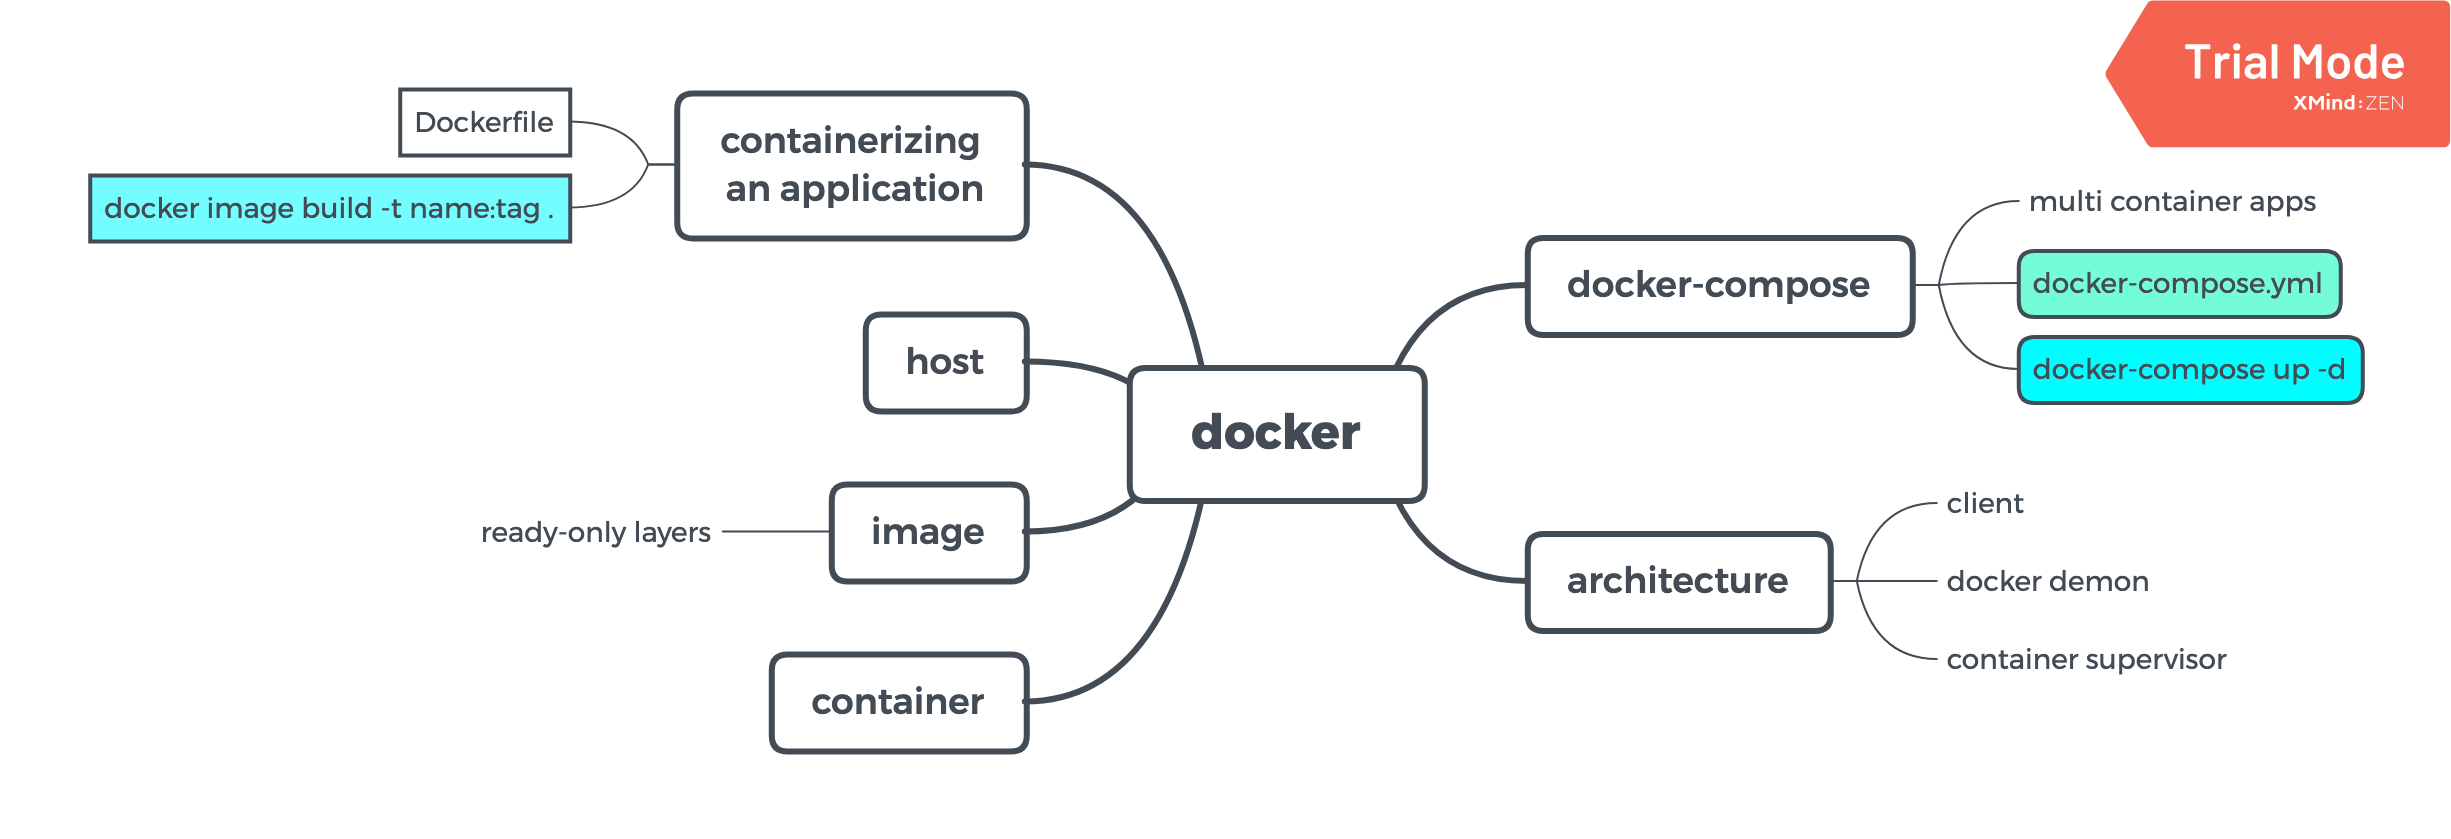 Trial Mode
XMind:ZEN
Dockerfile
docker image build -t name:tag .
containerizing
an application
host
ready-only layers
image
container
docker
docker-compose
multi container apps
docker-compose.yml
docker-compose up -d
architecture
client
docker demon
container supervisor